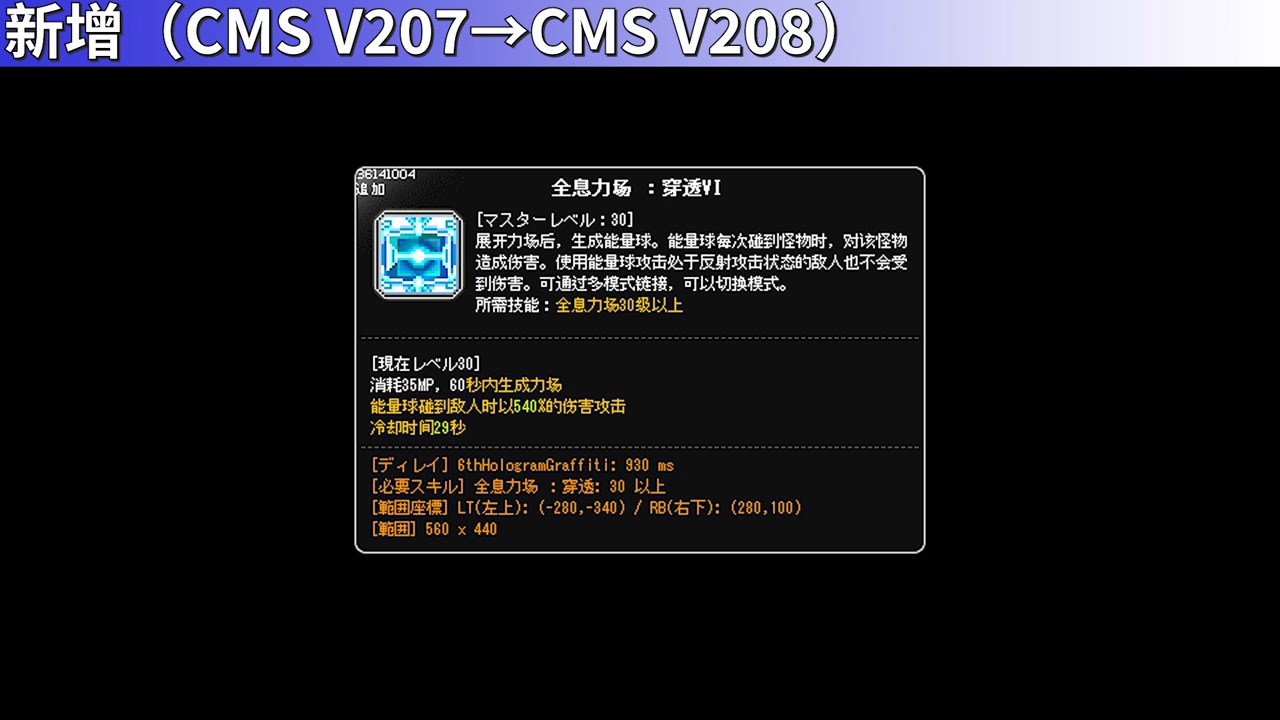 新增（CMS V207→CMS V208）
36141004
追加
全息力场 ：穿透VI
[マスターレベル：30]
展开力场后，生成能量球。能量球每次碰到怪物时，对该怪物
造成伤害。使用能量球攻击处于反射攻击状态的敌人也不会受
到伤害。可通过多模式链接，可以切换模式。
所需技能：全息力场30级以上
[現在レベル30]
消耗35MP，60秒内生成力场
能量球碰到敌人时以540%的伤害攻击
冷却时间29秒
[ディレイ] 6thHologramGraffiti: 930 ms
[必要スキル] 全息力场 ：穿透: 30 以上
[範囲座標] LT(左上): (-280,-340) / RB(右下): (280,100)
[範囲] 560 x 440